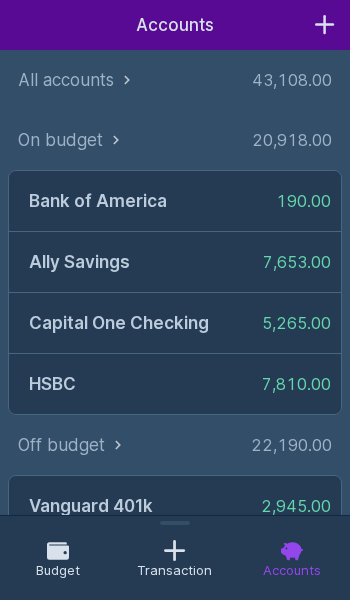 Accounts
All accounts 43,108.00
On budget 20,918.00
Bank of America 190.00
Ally Savings 7,653.00
Capital One Checking 5,265.00
HSBC 7,810.00
Off budget 22,190.00
Vanguard 401k 2,945.00
Budget Transaction Accounts